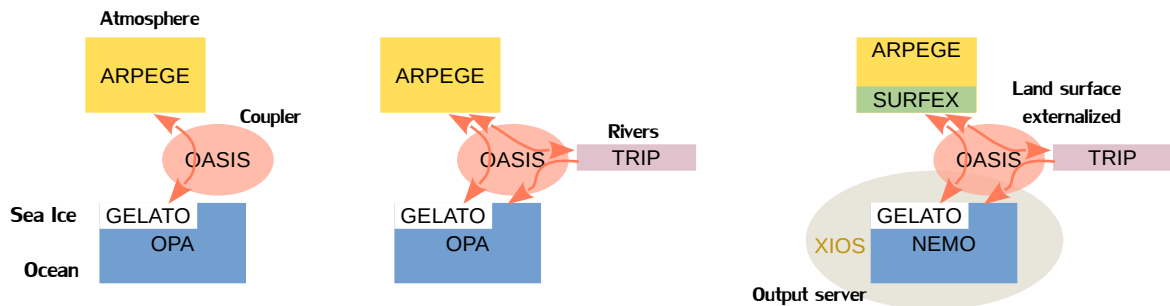 Atmosphere
ARPEGE
Coupler
OASIS
Sea Ice
GELATO
OPA
Ocean
ARPEGE
Rivers
OASIS
TRIP
GELATO
OPA
ARPEGE
SURFEX
Land surface
externalized
OASIS
TRIP
GELATO
XIOS
NEMO
Output server